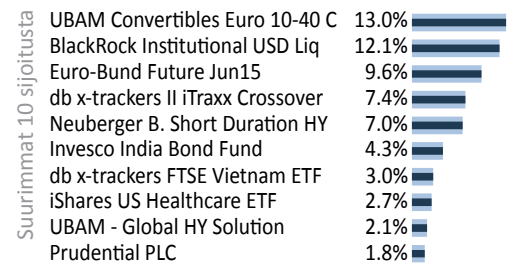 Suurimmat 10 sijoitusta
UBAM Convertibles Euro 10-40 C 13.0%
BlackRock Institutional USD Liq 12.1%
Euro-Bund Future Jun15 9.6%
db x-trackers II iTraxx Crossover 7.4%
Neuberger B. Short Duration HY 7.0%
Invesco India Bond Fund 4.3%
db x-trackers FTSE Vietnam ETF 3.0%
iShares US Healthcare ETF 2.7%
UBAM - Global HY Solution 2.1%
Prudential PLC 1.8%